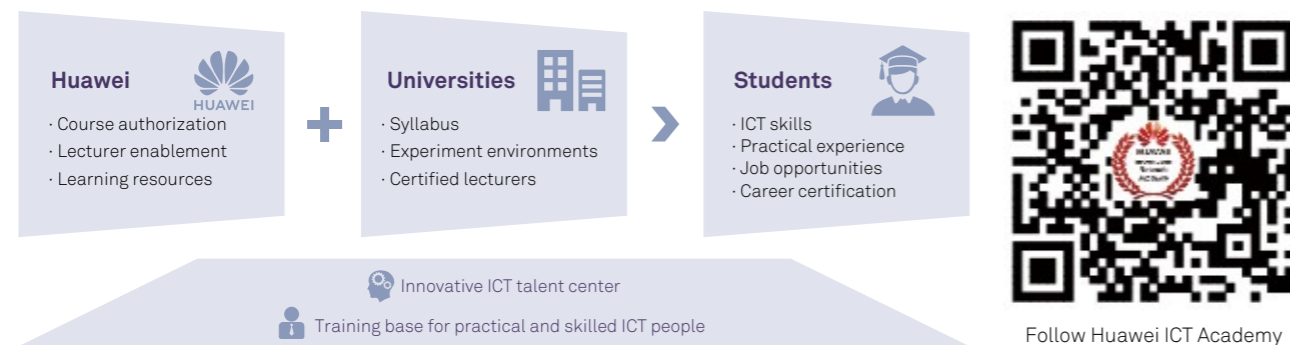 Huawei
HUAWEI
· Course authorization
· Lecturer enablement
· Learning resources
Universities
· Syllabus
· Experiment environments
· Certified lecturers
Students
· ICT skills
· Practical experience
· Job opportunities
· Career certification
Innovative ICT talent center
Training base for practical and skilled ICT people
HUAWEI
Follow Huawei ICT Academy